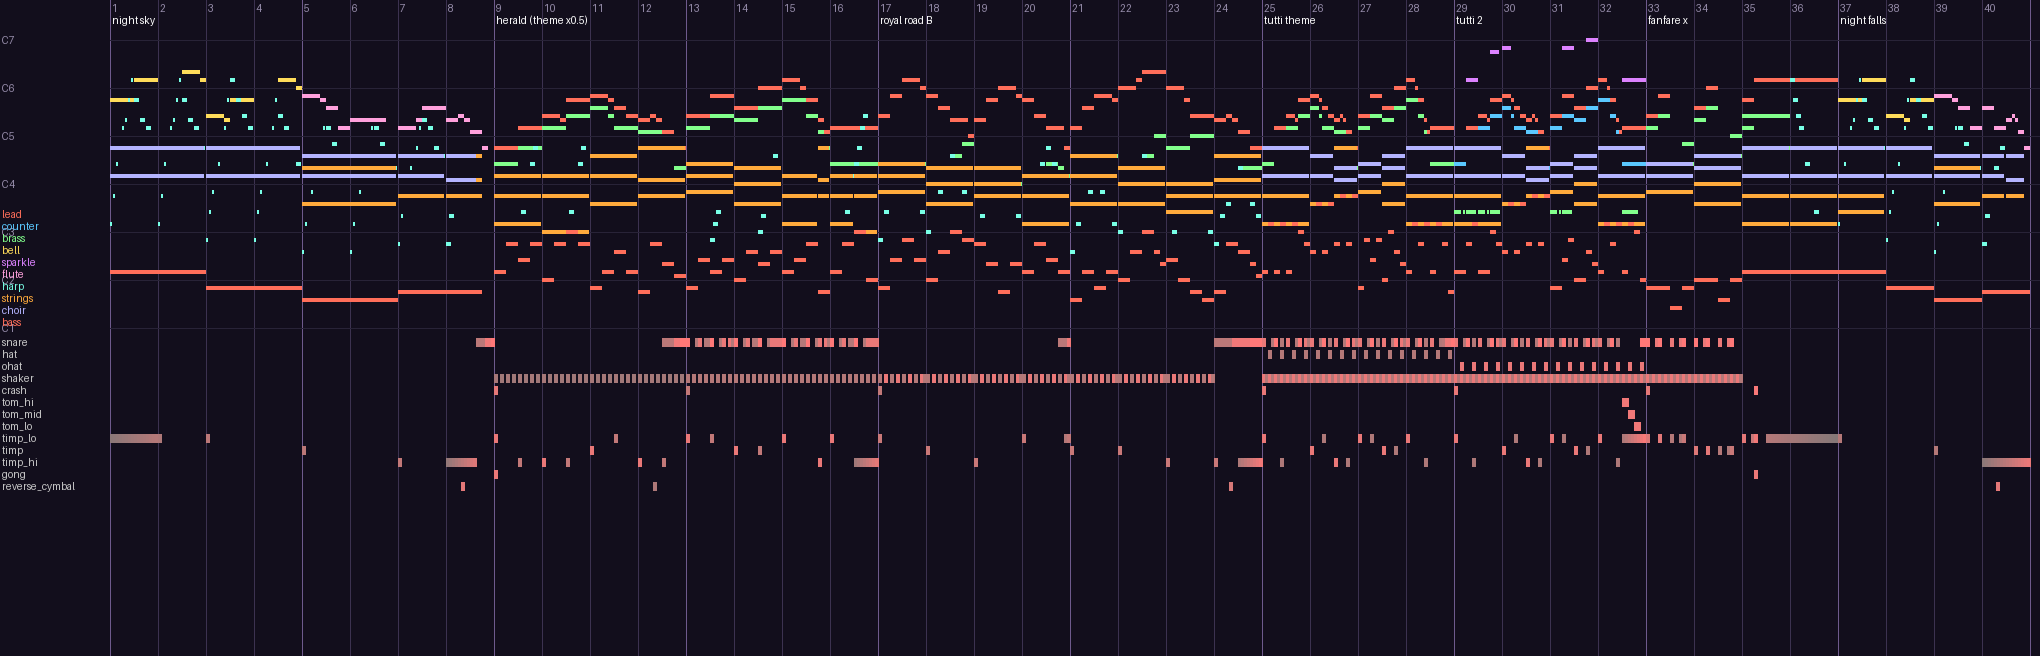 1 2 3 4 5 6 7 8 9 10 11 12 13 14 15 16 17 18 19 20 21 22 23 24 25 26 27 28 29 30 31 32 33 34 35 36 37 38 39 40
night sky herald (theme x0.5) royal road B tutti theme tutti 2 fanfare x night falls
C7
C6
C5
C4
lead
counter
C3
brass
bell
sparkle
flute
C2
harp
strings
choir
bass
C1
snare
hat
ohat
shaker
crash
tom_hi
tom_mid
tom_lo
timp_lo
timp
timp_hi
gong
reverse_cymbal